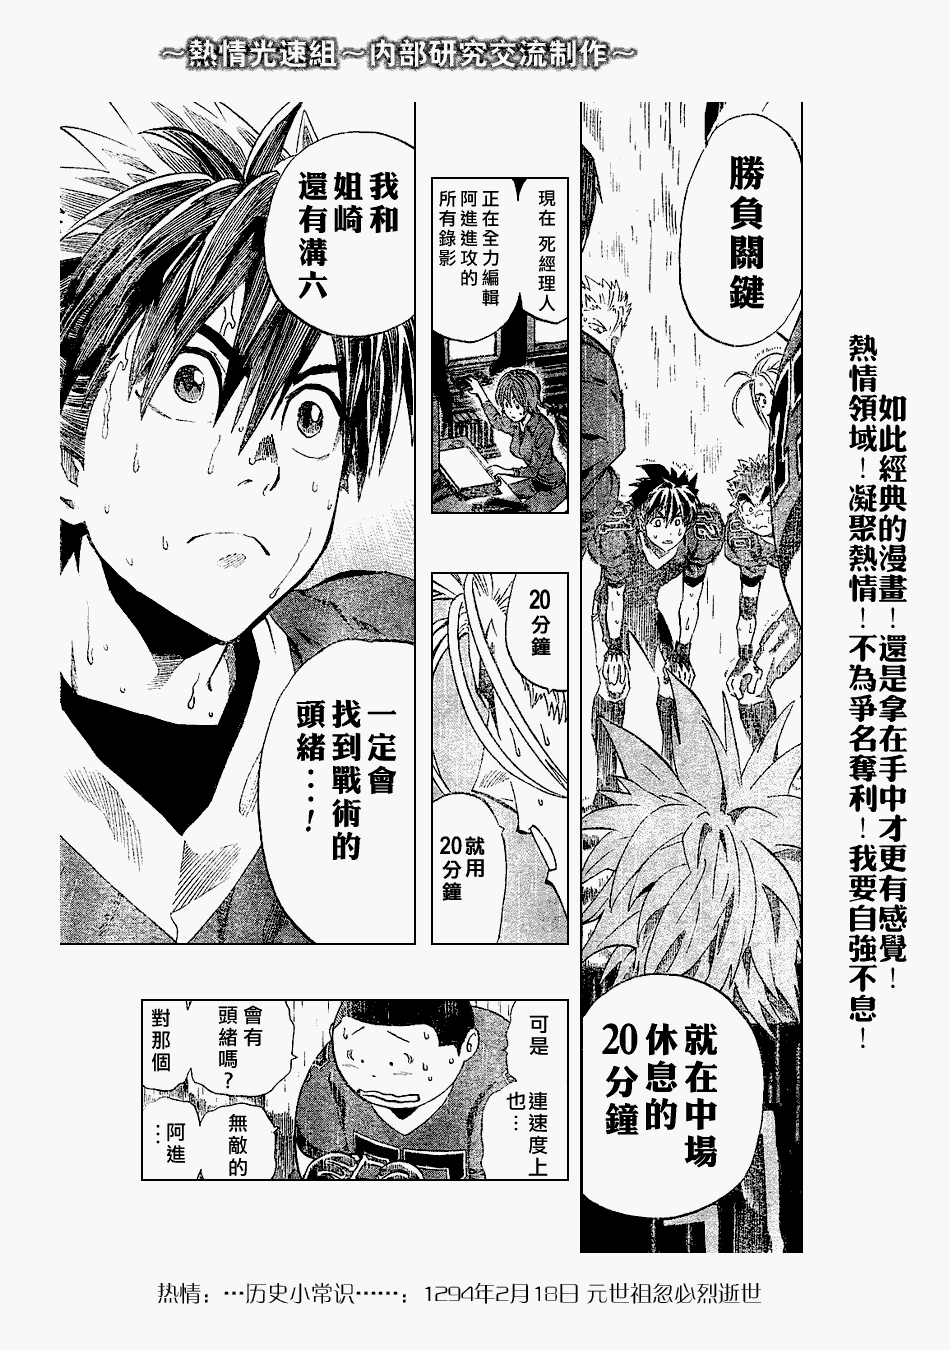 ～熱情光速組～內部研究交流制作～
勝負關鍵
就在中場
休息的
20分鐘
現在 死經理人
正在全力編輯
阿進進攻的
所有錄影
20
分鐘
就用
20分鐘
我和
姐崎
還有溝六
一定會
找到戰術的
頭緒…！
可是 連速度上
也…
會有
頭緒嗎？
對那個
無敵的
阿進
…
如此經典的漫畫！還是拿在手中才更有感覺！
熱情領域！凝聚熱情！不為爭名奪利！我要自強不息！
热情：…历史小常识……：1294年2月18日 元世祖忽必烈逝世